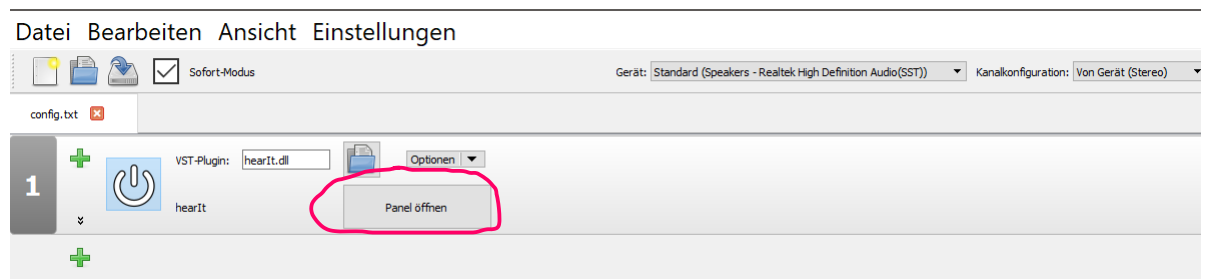 Datei Bearbeiten Ansicht Einstellungen
Sofort-Modus Gerät: Standard (Speakers - Realtek High Definition Audio(SST)) Kanalkonfiguration: Von Gerät (Stereo)
config.txt
VST-Plugin: hearIt.dll Optionen
1
hearIt Panel öffnen